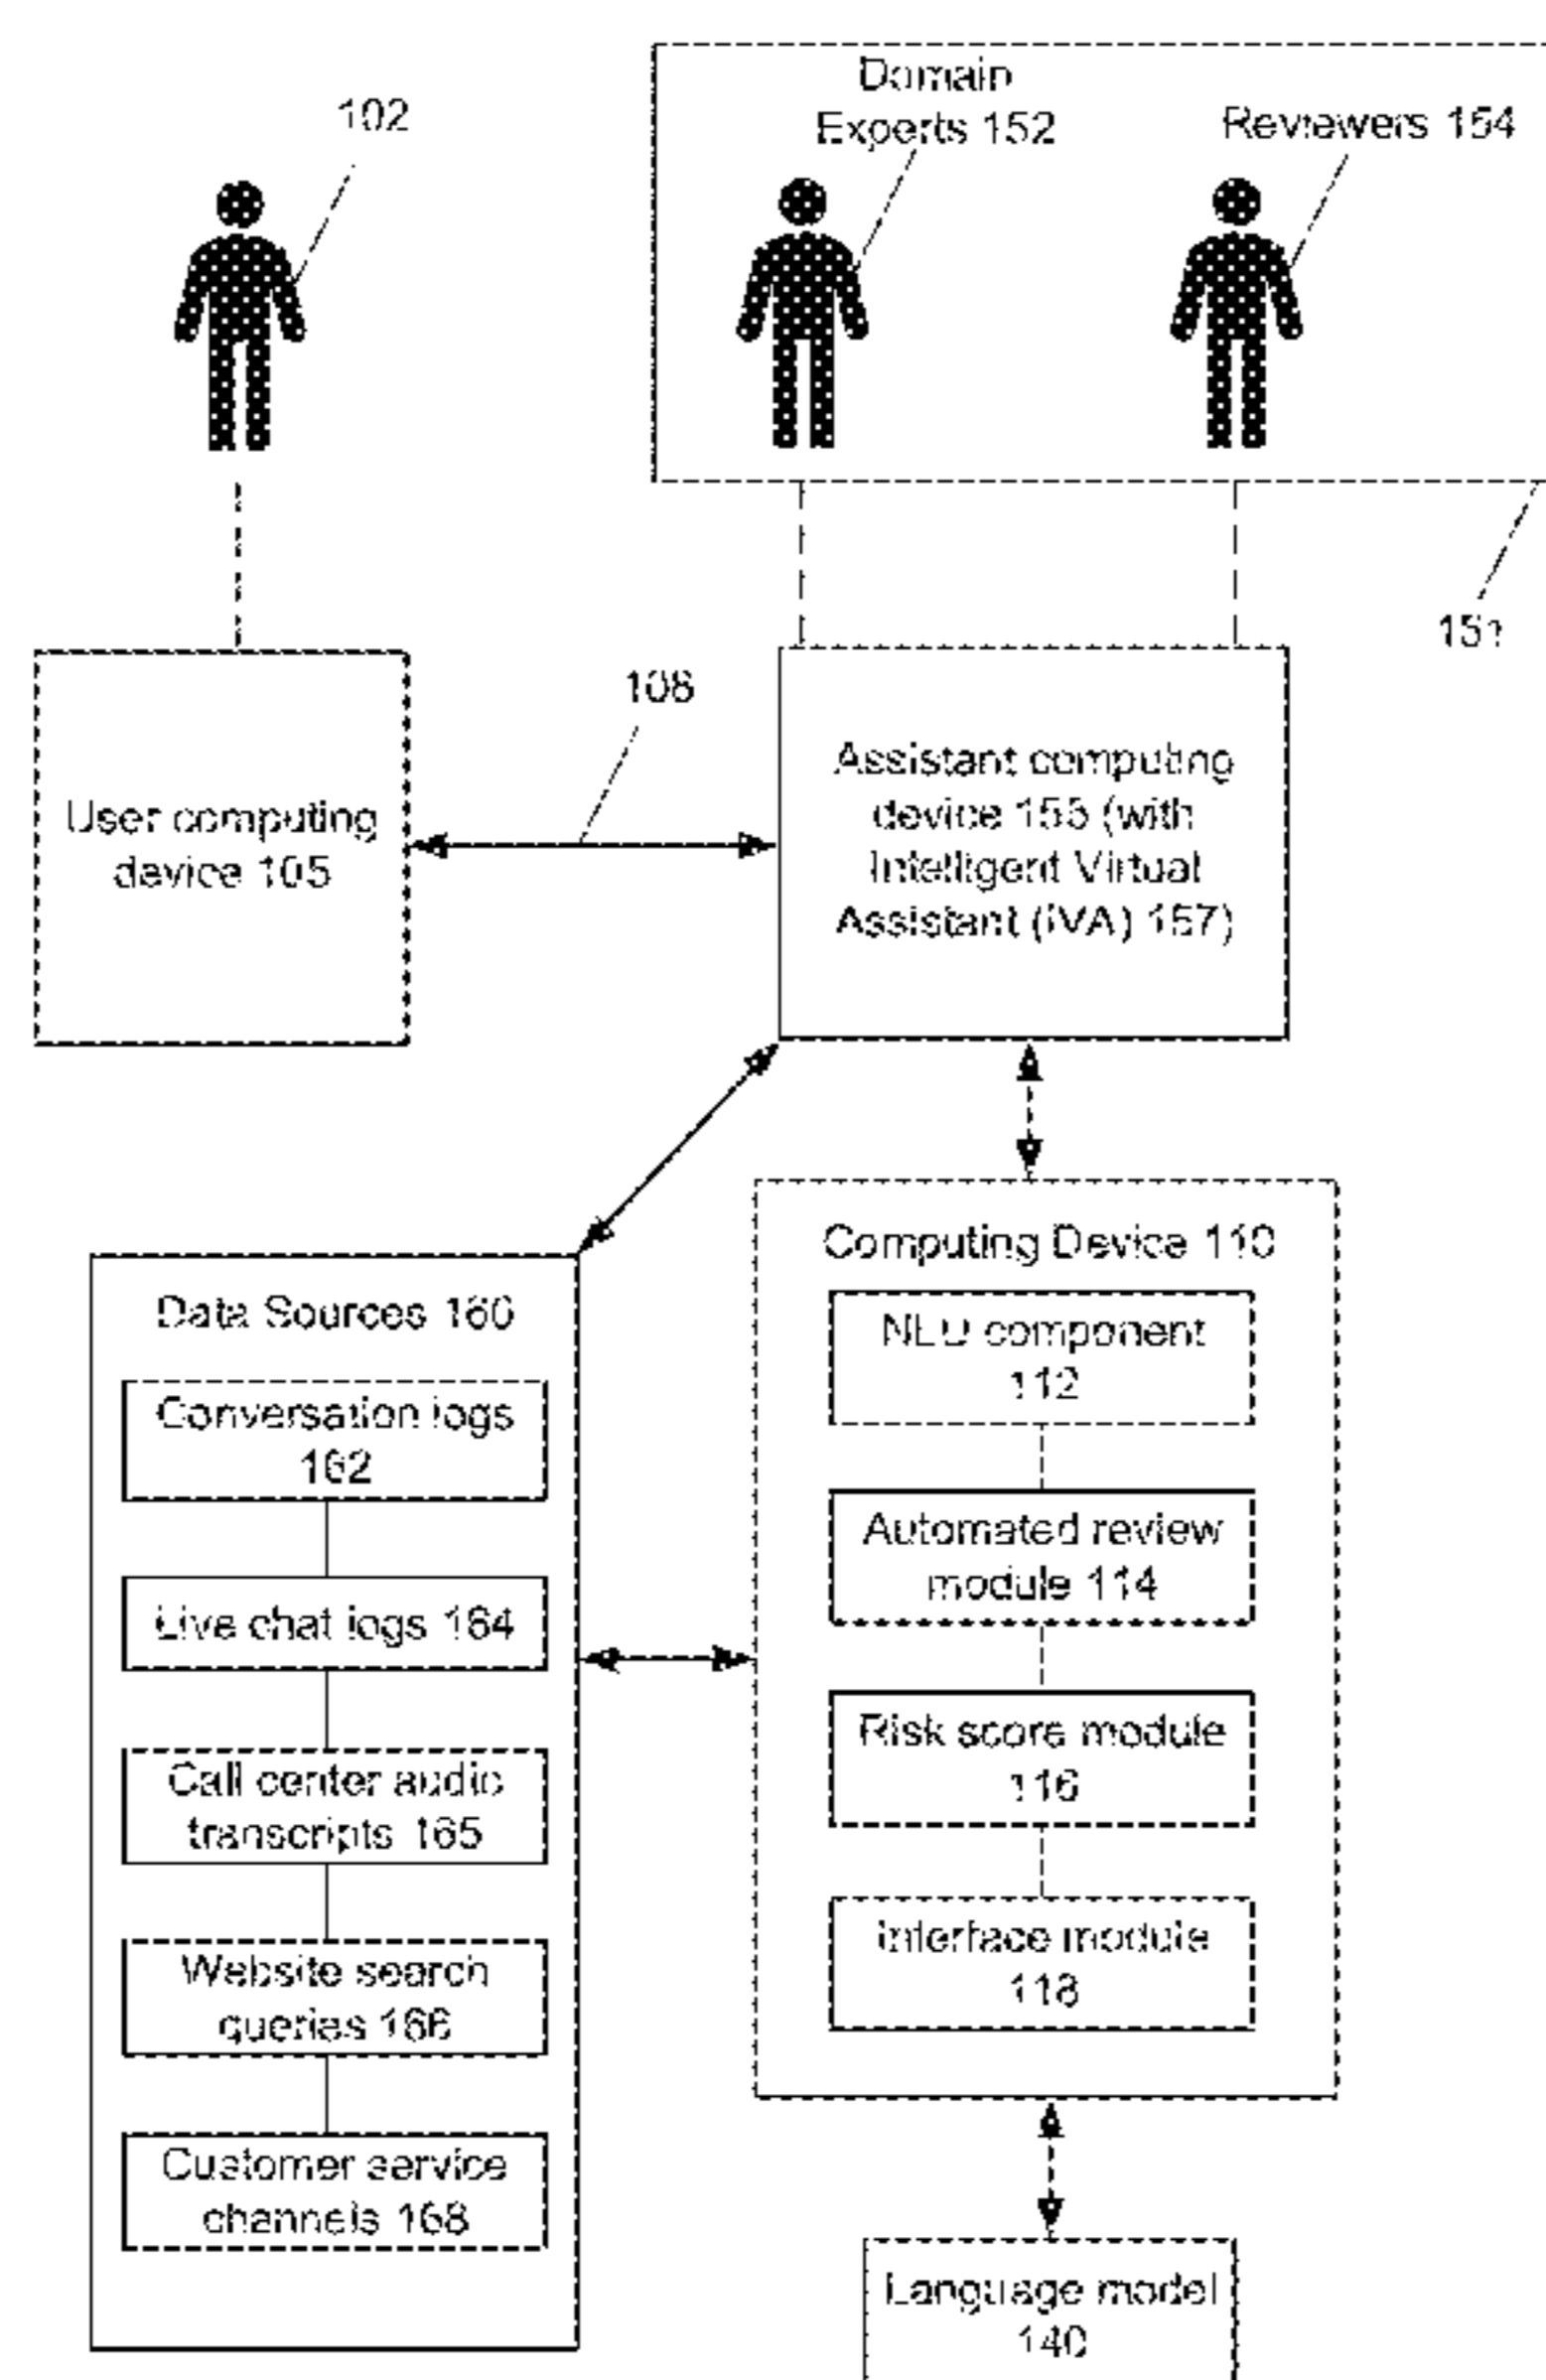 102
Domain
Experts 152
Reviewers 154
151
108
User computing
device 105
Assistant computing
device 155 (with
Intelligent Virtual
Assistant (IVA) 157)
Data Sources 160
Conversation logs
162
Live chat logs 164
Call center audio
transcripts 165
Website search
queries 166
Customer service
channels 168
Computing Device 110
NLU component
112
Automated review
module 114
Risk score module
116
Interface module
118
Language model
140